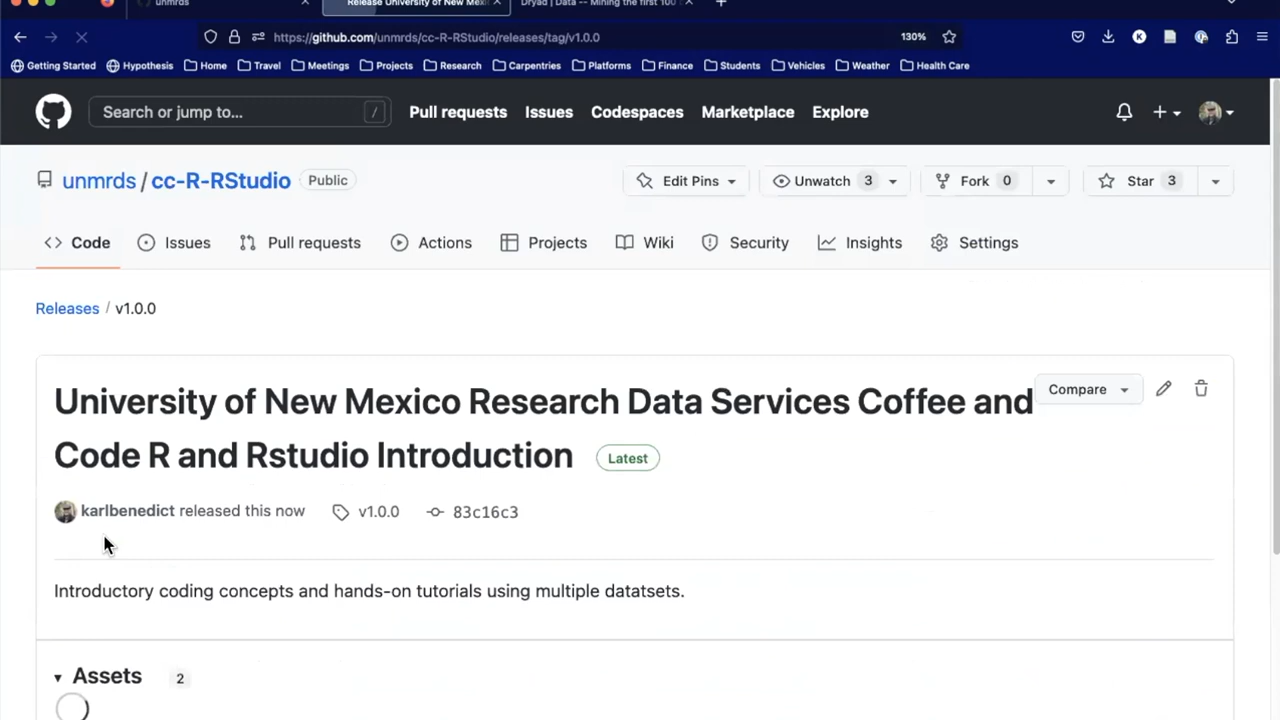 unmrds
Release University of New Mexi
Dryad | Data -- Mining the first 100
https://github.com/unmrds/cc-R-RStudio/releases/tag/v1.0.0
130%
Getting Started
Hypothesis
Home
Travel
Meetings
Projects
Research
Carpentries
Platforms
Finance
Students
Vehicles
Weather
Health Care
Search or jump to...
/
Pull requests
Issues
Codespaces
Marketplace
Explore
unmrds / cc-R-RStudio
Public
Edit Pins
Unwatch 3
Fork 0
Star 3
Code
Issues
Pull requests
Actions
Projects
Wiki
Security
Insights
Settings
Releases / v1.0.0
University of New Mexico Research Data Services Coffee and
Code R and Rstudio Introduction
Latest
Compare
karlbenedict released this now
v1.0.0
83c16c3
Introductory coding concepts and hands-on tutorials using multiple datatsets.
Assets 2